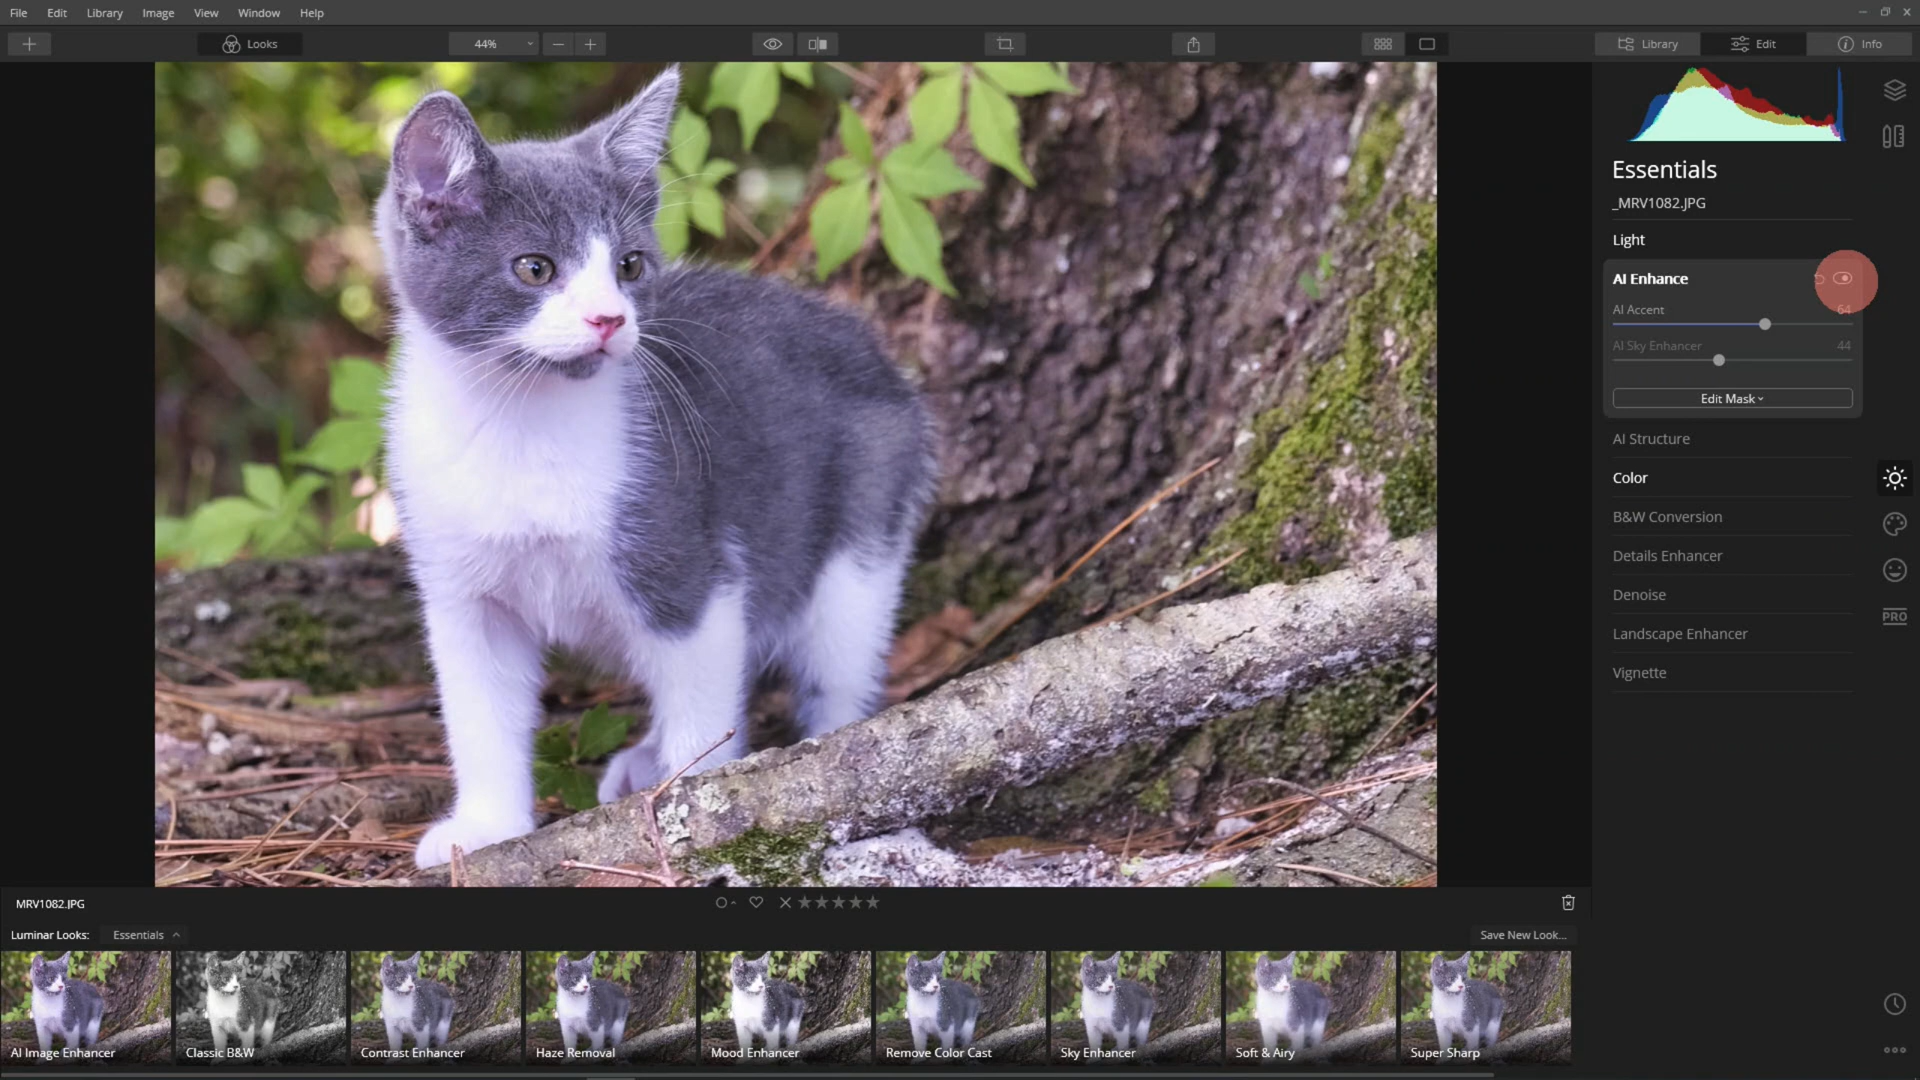 File Edit Library Image View Window Help
Looks 44% Library Edit Info
Essentials
_MRV1082.JPG
Light
AI Enhance
AI Accent 64
AI Sky Enhancer 44
Edit Mask
AI Structure
Color
B&W Conversion
Details Enhancer
Denoise
Landscape Enhancer
Vignette
PRO
MRV1082.JPG
Luminar Looks: Essentials Save New Look...
AI Image Enhancer Classic B&W Contrast Enhancer Haze Removal Mood Enhancer Remove Color Cast Sky Enhancer Soft & Airy Super Sharp